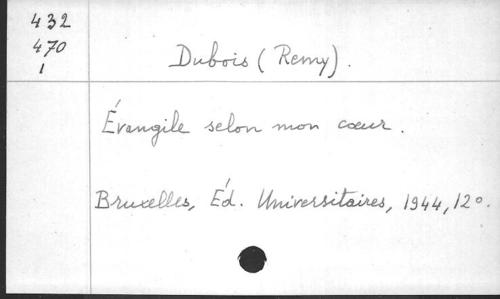 432
470
1
Dubois (Remy).
Évangile selon mon cœur.
Bruxelles, Éd. Universitaires, 1944, 12°.